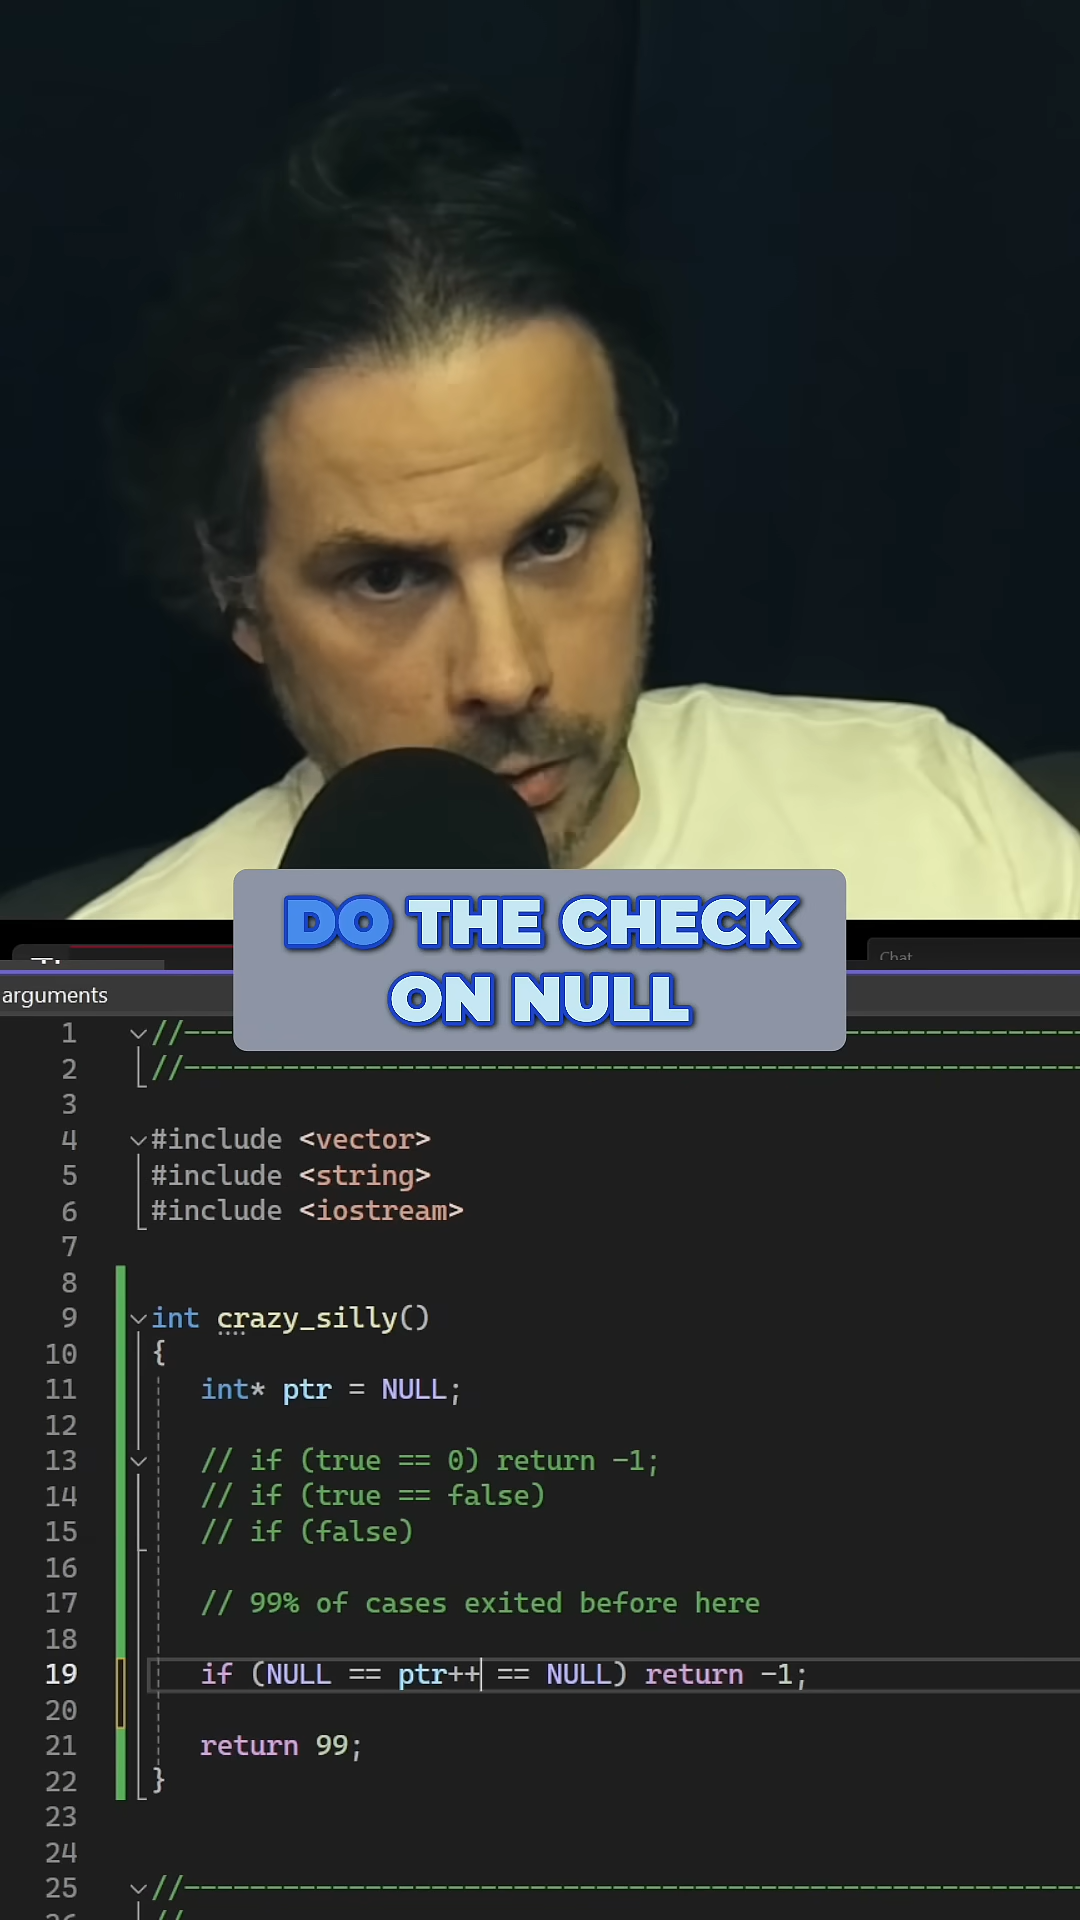 DO THE CHECK
ON NULL
Chat
arguments
1 //------------------------------
2 //------------------------------
3
4 #include <vector>
5 #include <string>
6 #include <iostream>
7
8
9 int crazy_silly()
10 {
11 int* ptr = NULL;
12
13 // if (true == 0) return -1;
14 // if (true == false)
15 // if (false)
16
17 // 99% of cases exited before here
18
19 if (NULL == ptr++ == NULL) return -1;
20
21 return 99;
22 }
23
24
25 //------------------------------